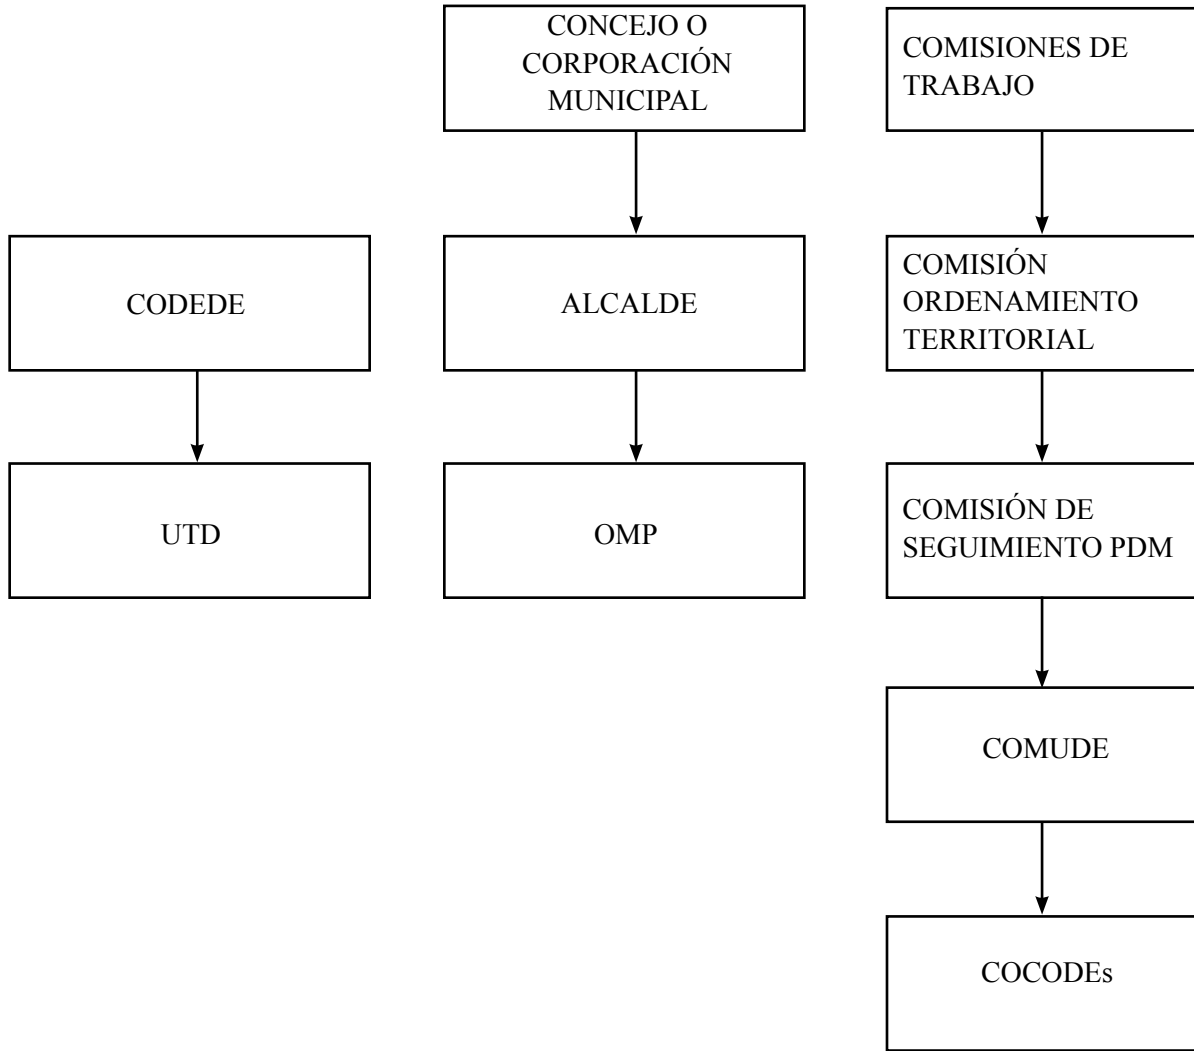 CONCEJO O
CORPORACIÓN
MUNICIPAL
COMISIONES DE
TRABAJO
CODEDE
ALCALDE
COMISIÓN
ORDENAMIENTO
TERRITORIAL
UTD
OMP
COMISIÓN DE
SEGUIMIENTO PDM
COMUDE
COCODEs